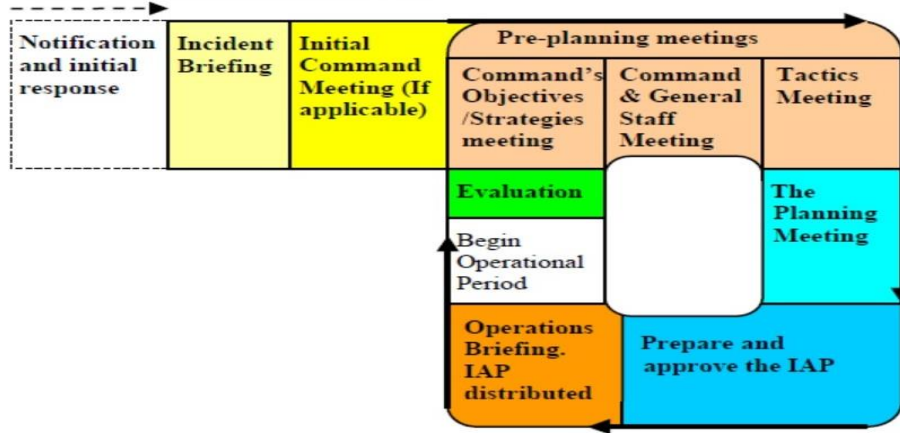 Notification
and initial
response
Incident
Briefing
Initial
Command
Meeting (If
applicable)
Pre-planning meetings
Command's
Objectives
/Strategies
meeting
Command
& General
Staff
Meeting
Tactics
Meeting
Evaluation
The
Planning
Meeting
Begin
Operational
Period
Operations
Briefing.
IAP
distributed
Prepare and
approve the IAP